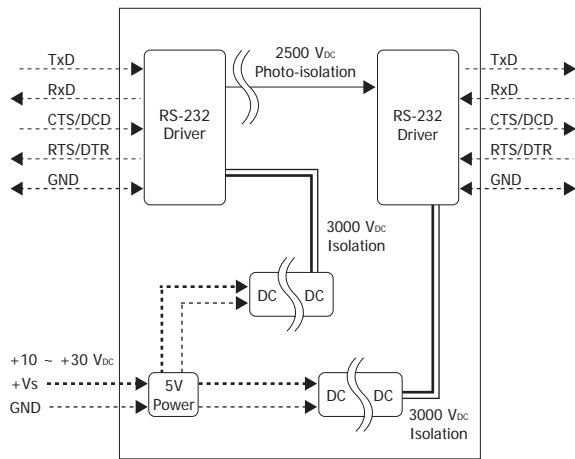 2500 VDC
Photo-isolation
TxD
RxD
CTS/DCD
RTS/DTR
GND
RS-232
Driver
RS-232
Driver
TxD
RxD
CTS/DCD
RTS/DTR
GND
3000 VDC
Isolation
DC
DC
+10 ~ +30 VDC
+Vs
GND
5V
Power
DC
DC
3000 VDC
Isolation